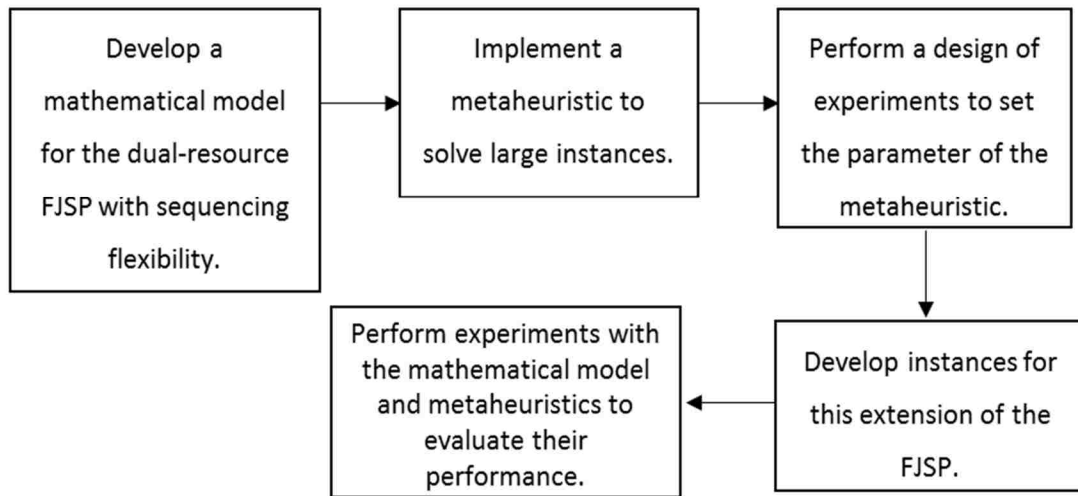 Develop a
mathematical model
for the dual-resource
FJSP with sequencing
flexibility.
Implement a
metaheuristic to
solve large instances.
Perform a design of
experiments to set
the parameter of the
metaheuristic.
Develop instances for
this extension of the
FJSP.
Perform experiments with
the mathematical model
and metaheuristics to
evaluate their
performance.